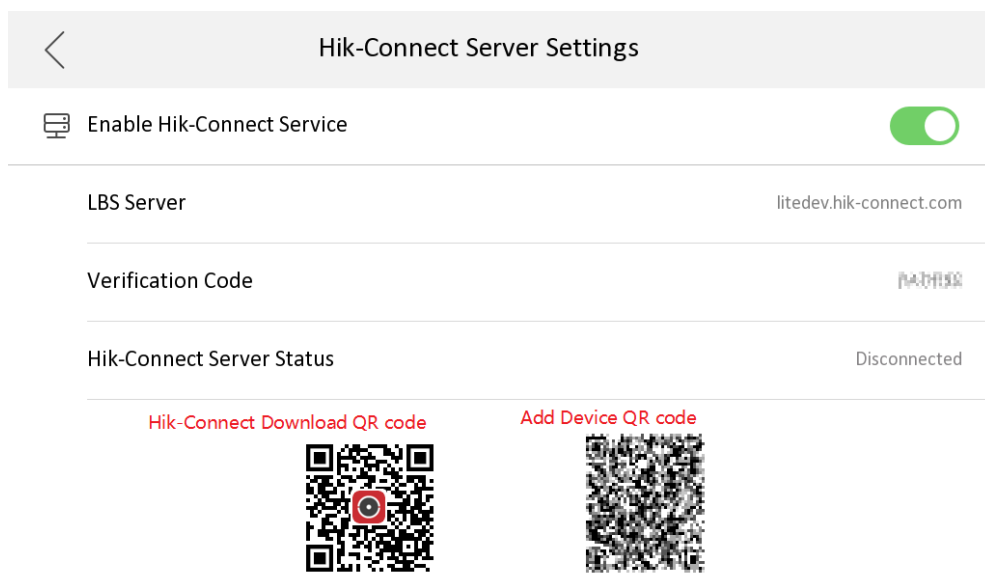 Hik-Connect Server Settings
Enable Hik-Connect Service
LBS Server litedev.hik-connect.com
Verification Code
Hik-Connect Server Status Disconnected
Hik-Connect Download QR code Add Device QR code